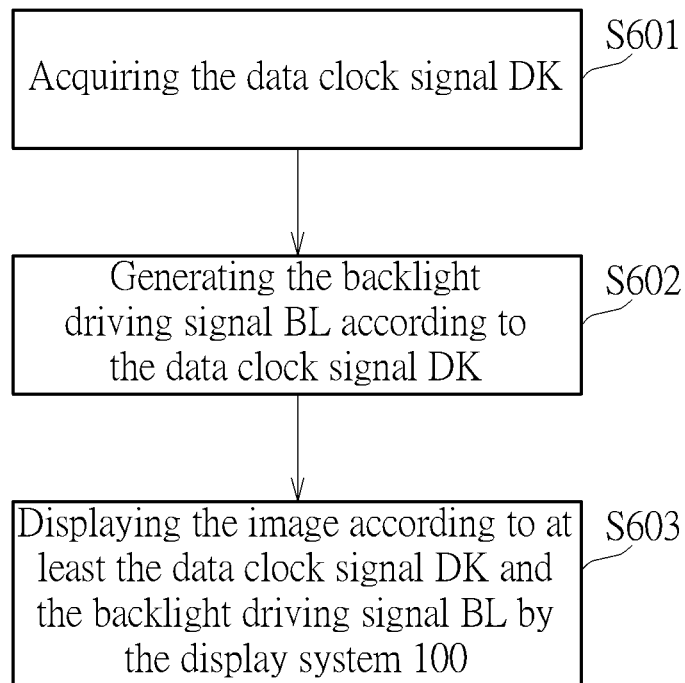 S601
Acquiring the data clock signal DK
S602
Generating the backlight
driving signal BL according to
the data clock signal DK
S603
Displaying the image according to at
least the data clock signal DK and
the backlight driving signal BL by
the display system 100